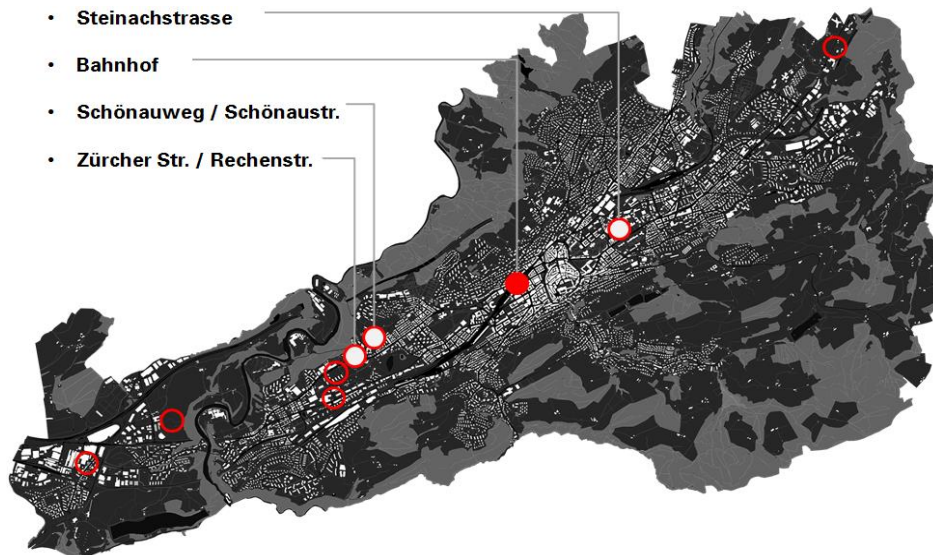 • Steinachstrasse
• Bahnhof
• Schönauweg / Schönaustr.
• Zürcher Str. / Rechenstr.